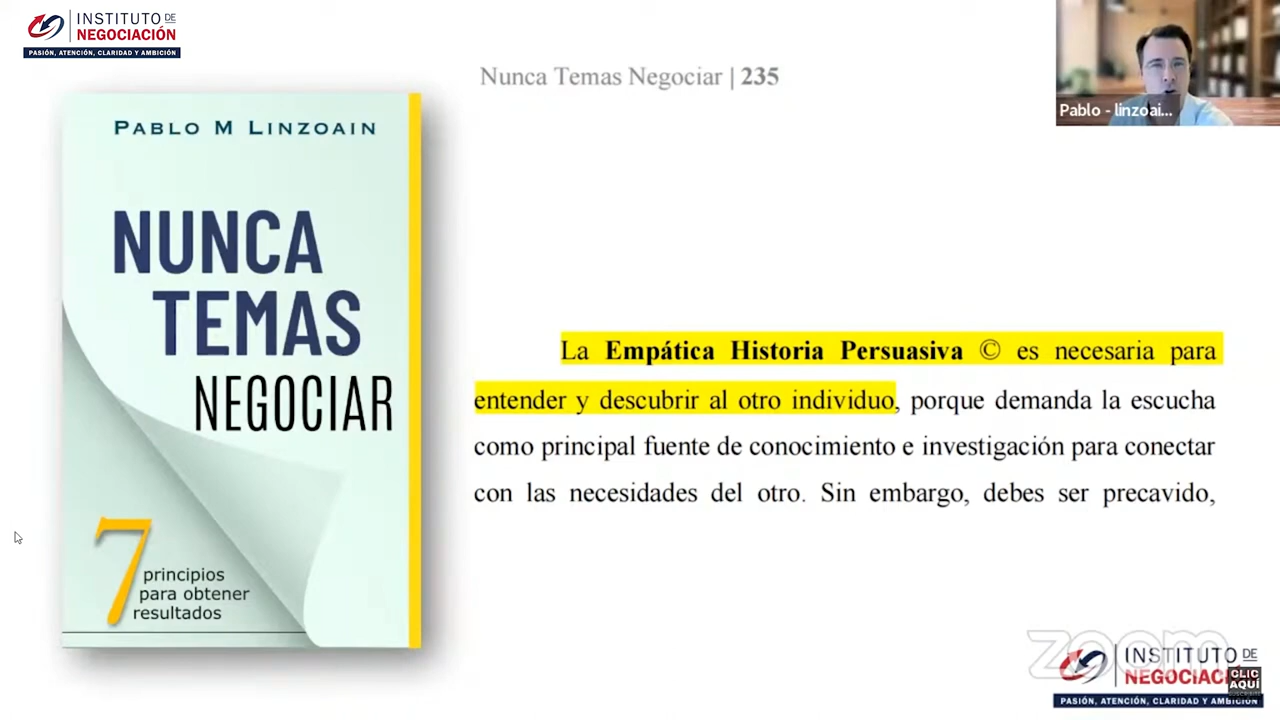 INSTITUTO DE
NEGOCIACIÓN
PASIÓN, ATENCIÓN, CLARIDAD Y AMBICIÓN
Nunca Temas Negociar | 235
Pablo - linzoai...
PABLO M LINZOAIN
NUNCA
TEMAS
NEGOCIAR
7 principios
para obtener
resultados
La Empática Historia Persuasiva © es necesaria para
entender y descubrir al otro individuo, porque demanda la escucha
como principal fuente de conocimiento e investigación para conectar
con las necesidades del otro. Sin embargo, debes ser precavido,
zoom
INSTITUTO DE
NEGOCIACIÓN
CLIC
AQUÍ
PASIÓN, ATENCIÓN, CLARIDAD Y AMBICIÓN